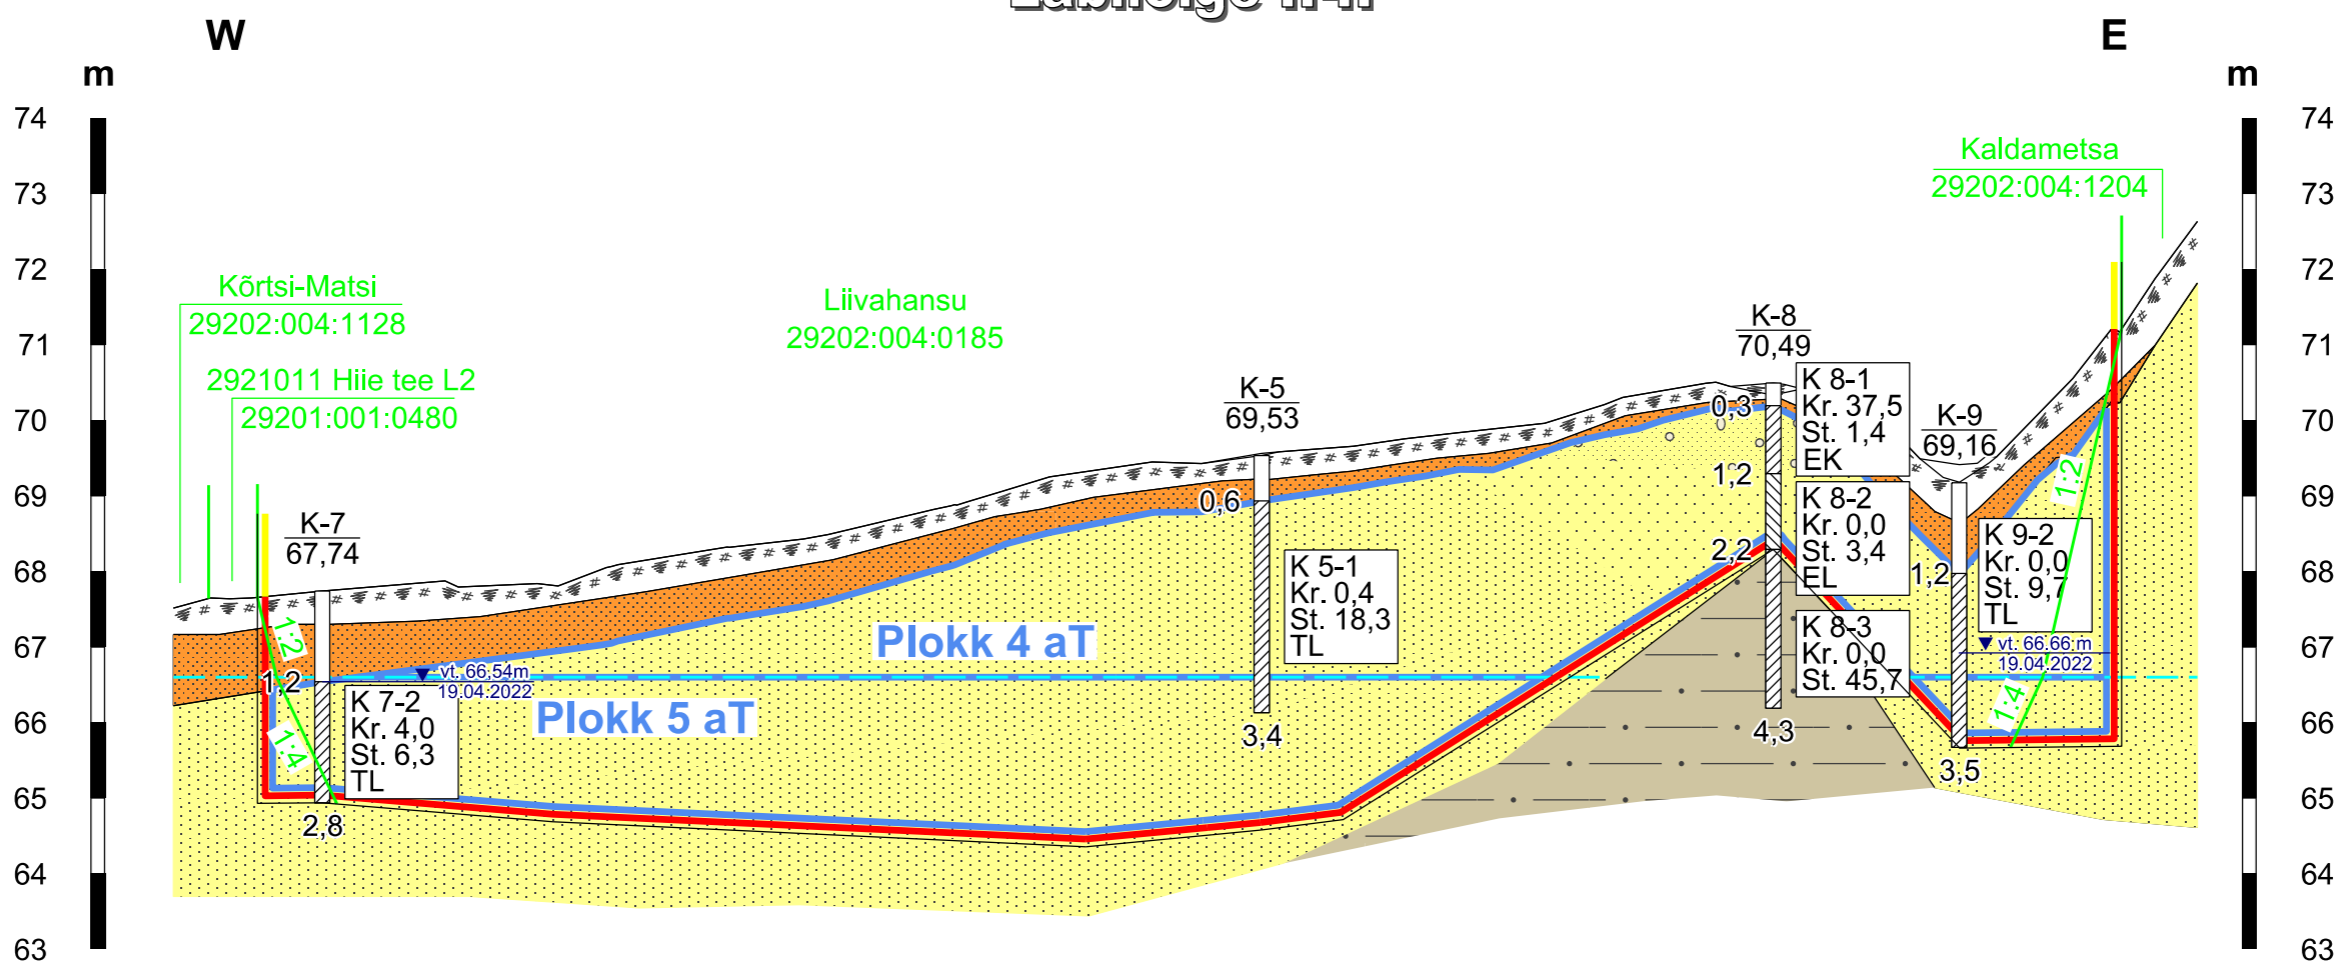 W
E
m
m
74
73
72
71
70
69
68
67
66
65
64
63
74
73
72
71
70
69
68
67
66
65
64
63
Kõrtsi-Matsi
29202:004:1128
2921011 Hiie tee L2
29201:001:0480
Liivahansu
29202:004:0185
Kaldametsa
29202:004:1204
K-7
67,74
1:2
1,2
1:4
K 7-2
Kr. 4,0
St. 6,3
TL
2,8
vt. 66,54m
19.04.2022
Plokk 4 aT
Plokk 5 aT
K-5
69,53
0,6
K 5-1
Kr. 0,4
St. 18,3
TL
3,4
K-8
70,49
0,3
1,2
2,2
K 8-1
Kr. 37,5
St. 1,4
EK
K 8-2
Kr. 0,0
St. 3,4
EL
K 8-3
Kr. 0,0
St. 45,7
4,3
K-9
69,16
1,2
K 9-2
Kr. 0,0
St. 9,7
TL
vt. 66.66 m
19.04.2022
1:2
1:4
3,5